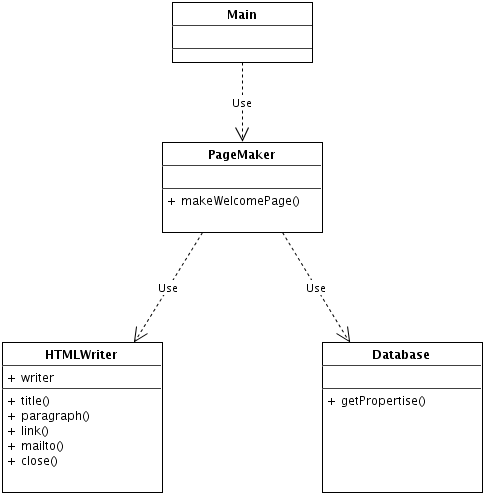 Main
Use
PageMaker
+ makeWelcomePage()
Use
Use
HTMLWriter
+ writer
+ title()
+ paragraph()
+ link()
+ mailto()
+ close()
Database
+ getPropertise()